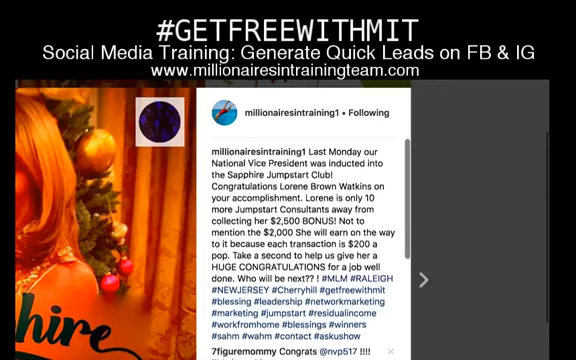 #GETFREEWITHMIT
Social Media Training: Generate Quick Leads on FB & IG
www.millionairesintrainingteam.com
millionairesintraining1 • Following
millionairesintraining1 Last Monday our
National Vice President was inducted into
the Sapphire Jumpstart Club!
Congratulations Lorene Brown Watkins on
your accomplishment. Lorene is only 10
more Jumpstart Consultants away from
collecting her $2,500 BONUS! Not to
mention the $2,000 She will earn on the way
to it because each transaction is $200 a
pop. Take a second to help us give her a
HUGE CONGRATULATIONS for a job well
done. Who will be next?? ! #MLM #RALEIGH
#NEWJERSEY #Cherryhill #getfreewithmit
#blessing #leadership #networkmarketing
#marketing #jumpstart #residualincome
#workfromhome #blessings #winners
#sahm #wahm #contact #askushow
7figuremommy Congrats @nvp517 !!!!
hire